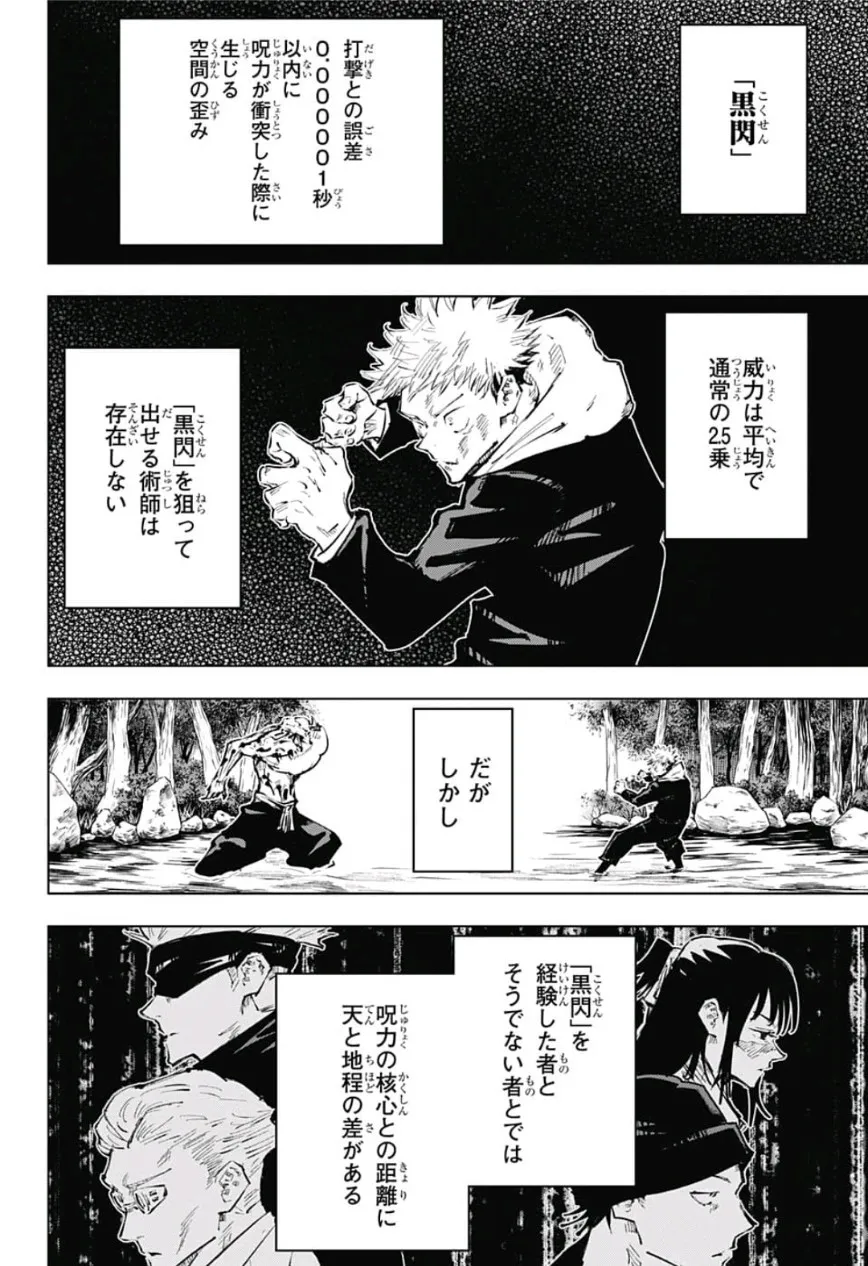 「黒閃」
打撃との誤差
0.000001秒
以内に
呪力が衝突した際に
生じる
空間の歪み
威力は平均で
通常の2.5乗
「黒閃」を狙って
出せる術師は
存在しない
だが
しかし
「黒閃」を
経験した者と
そうでない者とでは
呪力の核心との距離に
天と地程の差がある